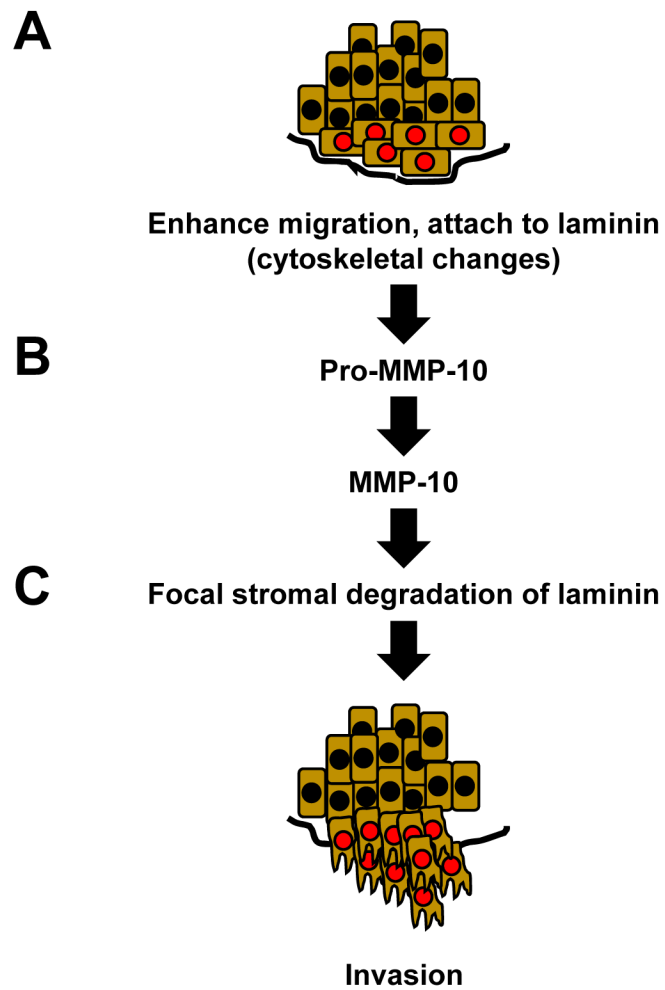 A
Enhance migration, attach to laminin
(cytoskeletal changes)
B
Pro-MMP-10
MMP-10
C
Focal stromal degradation of laminin
Invasion